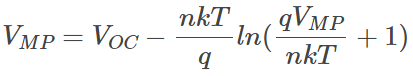 V_{MP} = V_{OC} - \frac{nkT}{q} ln(\frac{qV_{MP}}{nkT} + 1)